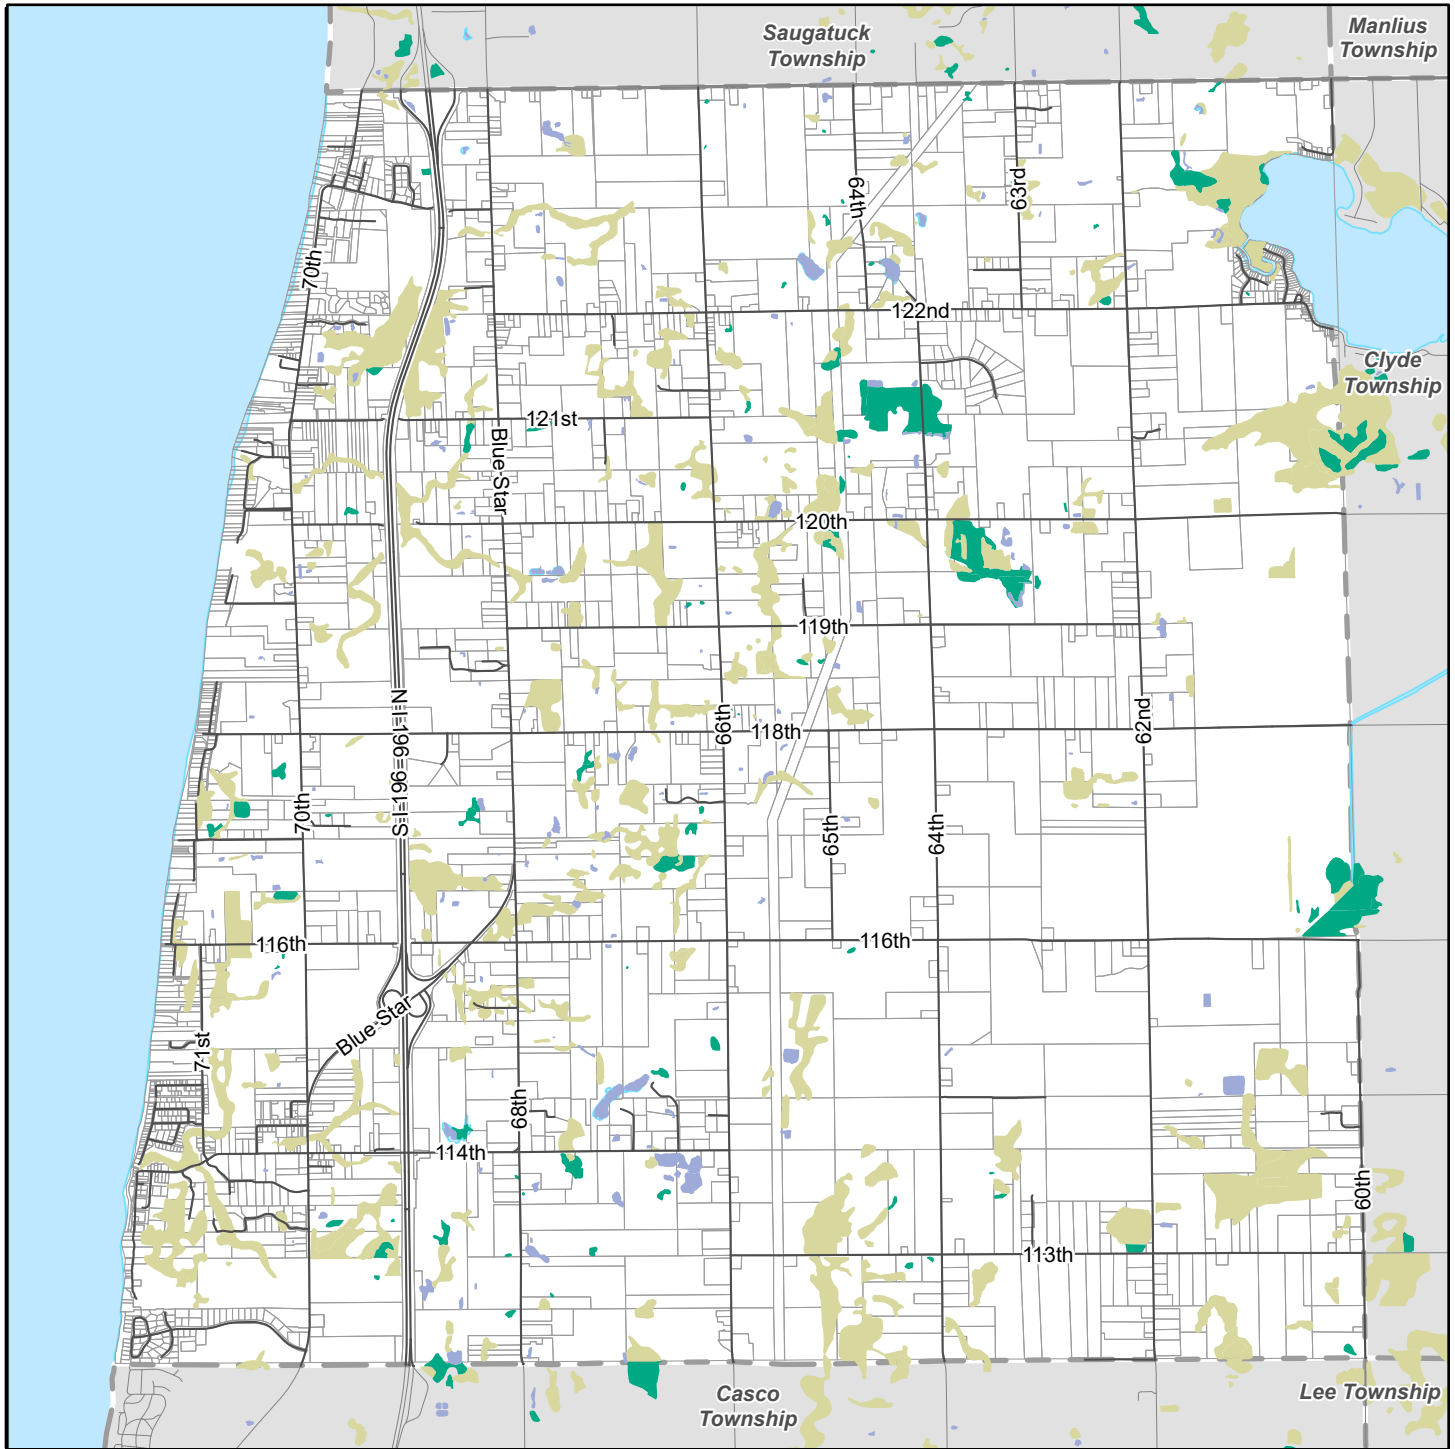 Saugatuck
Township
Manlius
Township
64th
63rd
70th
122nd
Clyde
Township
121st
Blue Star
120th
119th
N I 196
S I 196
66th
118th
62nd
70th
65th
64th
116th
116th
Blue Star
71st
68th
114th
60th
113th
Casco
Township
Lee Township